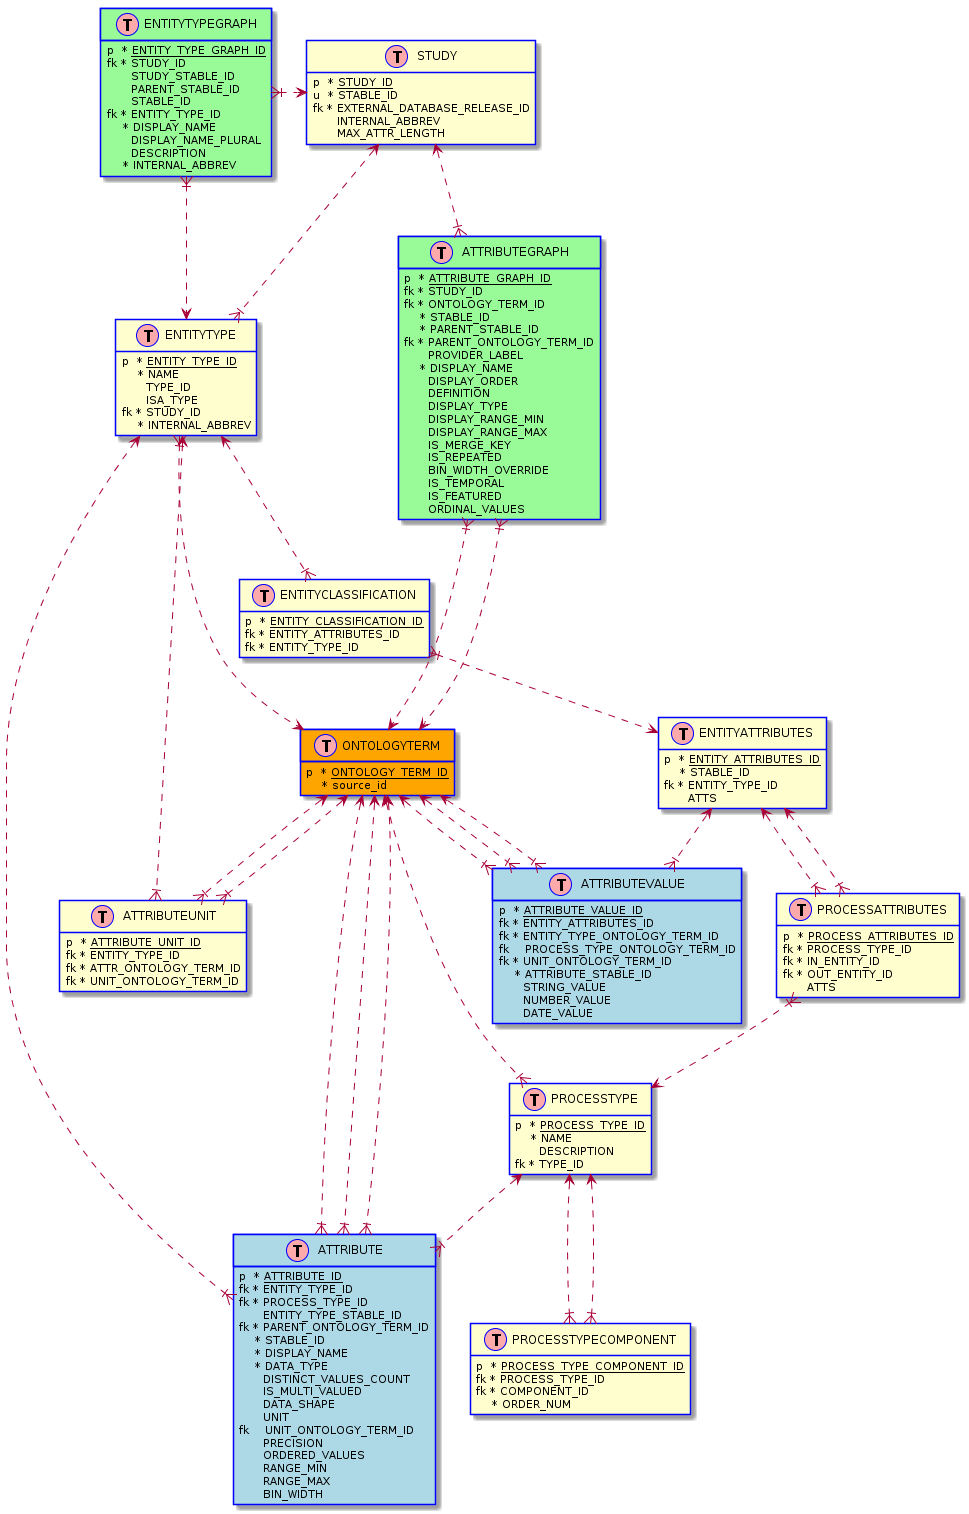 T ENTITYTYPEGRAPH
p * ENTITY_TYPE_GRAPH_ID
fk * STUDY_ID
STUDY_STABLE_ID
PARENT_STABLE_ID
STABLE_ID
fk * ENTITY_TYPE_ID
* DISPLAY_NAME
DISPLAY_NAME_PLURAL
DESCRIPTION
* INTERNAL_ABBREV
T STUDY
p * STUDY_ID
u * STABLE_ID
fk * EXTERNAL_DATABASE_RELEASE_ID
INTERNAL_ABBREV
MAX_ATTR_LENGTH
T ATTRIBUTEGRAPH
p * ATTRIBUTE_GRAPH_ID
fk * STUDY_ID
fk * ONTOLOGY_TERM_ID
* STABLE_ID
* PARENT_STABLE_ID
fk * PARENT_ONTOLOGY_TERM_ID
PROVIDER_LABEL
* DISPLAY_NAME
DISPLAY_ORDER
DEFINITION
DISPLAY_TYPE
DISPLAY_RANGE_MIN
DISPLAY_RANGE_MAX
IS_MERGE_KEY
IS_REPEATED
BIN_WIDTH_OVERRIDE
IS_TEMPORAL
IS_FEATURED
ORDINAL_VALUES
T ENTITYTYPE
p * ENTITY_TYPE_ID
* NAME
TYPE_ID
ISA_TYPE
fk * STUDY_ID
* INTERNAL_ABBREV
T ENTITYCLASSIFICATION
p * ENTITY_CLASSIFICATION_ID
fk * ENTITY_ATTRIBUTES_ID
fk * ENTITY_TYPE_ID
T ONTOLOGYTERM
p * ONTOLOGY_TERM_ID
* source_id
T ENTITYATTRIBUTES
p * ENTITY_ATTRIBUTES_ID
* STABLE_ID
fk * ENTITY_TYPE_ID
ATTS
T ATTRIBUTEUNIT
p * ATTRIBUTE_UNIT_ID
fk * ENTITY_TYPE_ID
fk * ATTR_ONTOLOGY_TERM_ID
fk * UNIT_ONTOLOGY_TERM_ID
T ATTRIBUTEVALUE
p * ATTRIBUTE_VALUE_ID
fk * ENTITY_ATTRIBUTES_ID
fk * ENTITY_TYPE_ONTOLOGY_TERM_ID
fk PROCESS_TYPE_ONTOLOGY_TERM_ID
fk * UNIT_ONTOLOGY_TERM_ID
* ATTRIBUTE_STABLE_ID
STRING_VALUE
NUMBER_VALUE
DATE_VALUE
T PROCESSATTRIBUTES
p * PROCESS_ATTRIBUTES_ID
fk * PROCESS_TYPE_ID
fk * IN_ENTITY_ID
fk * OUT_ENTITY_ID
ATTS
T PROCESSTYPE
p * PROCESS_TYPE_ID
* NAME
DESCRIPTION
fk * TYPE_ID
T ATTRIBUTE
p * ATTRIBUTE_ID
fk * ENTITY_TYPE_ID
fk * PROCESS_TYPE_ID
ENTITY_TYPE_STABLE_ID
fk * PARENT_ONTOLOGY_TERM_ID
* STABLE_ID
* DISPLAY_NAME
* DATA_TYPE
DISTINCT_VALUES_COUNT
IS_MULTI_VALUED
DATA_SHAPE
UNIT
fk UNIT_ONTOLOGY_TERM_ID
PRECISION
ORDERED_VALUES
RANGE_MIN
RANGE_MAX
BIN_WIDTH
T PROCESSTYPECOMPONENT
p * PROCESS_TYPE_COMPONENT_ID
fk * PROCESS_TYPE_ID
fk * COMPONENT_ID
* ORDER_NUM